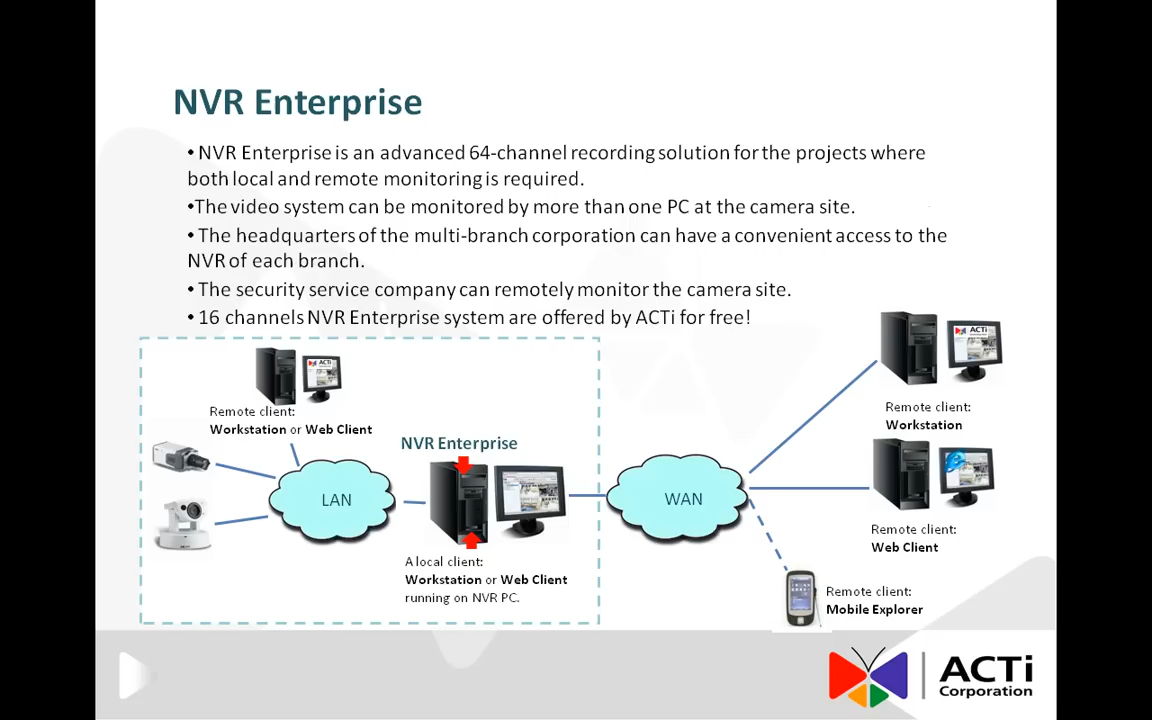 NVR Enterprise
• NVR Enterprise is an advanced 64-channel recording solution for the projects where
both local and remote monitoring is required.
•The video system can be monitored by more than one PC at the camera site.
• The headquarters of the multi-branch corporation can have a convenient access to the
NVR of each branch.
• The security service company can remotely monitor the camera site.
• 16 channels NVR Enterprise system are offered by ACTi for free!
ACTi
Remote client:
Workstation or Web Client
LAN
NVR Enterprise
A local client:
Workstation or Web Client
running on NVR PC.
WAN
ACTi
Remote client:
Workstation
Remote client:
Web Client
Remote client:
Mobile Explorer
ACTi
Corporation